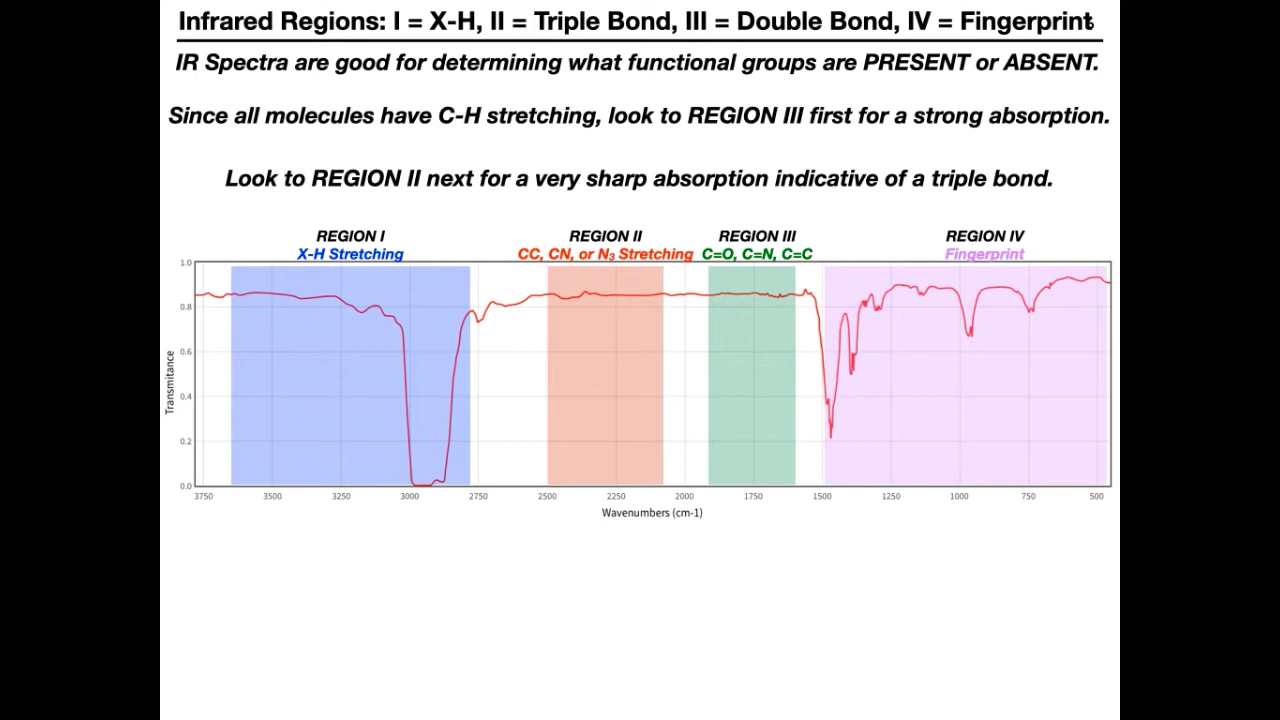 Infrared Regions: I = X-H, II = Triple Bond, III = Double Bond, IV = Fingerprint
IR Spectra are good for determining what functional groups are PRESENT or ABSENT.
Since all molecules have C-H stretching, look to REGION III first for a strong absorption.
Look to REGION II next for a very sharp absorption indicative of a triple bond.
REGION I REGION II REGION III REGION IV
X-H Stretching CC, CN, or N₃ Stretching C=O, C=N, C=C Fingerprint
1.0
0.8
0.6
0.4
0.2
0.0
Transmitance
3750 3500 3250 3000 2750 2500 2250 2000 1750 1500 1250 1000 750 500
Wavenumbers (cm-1)